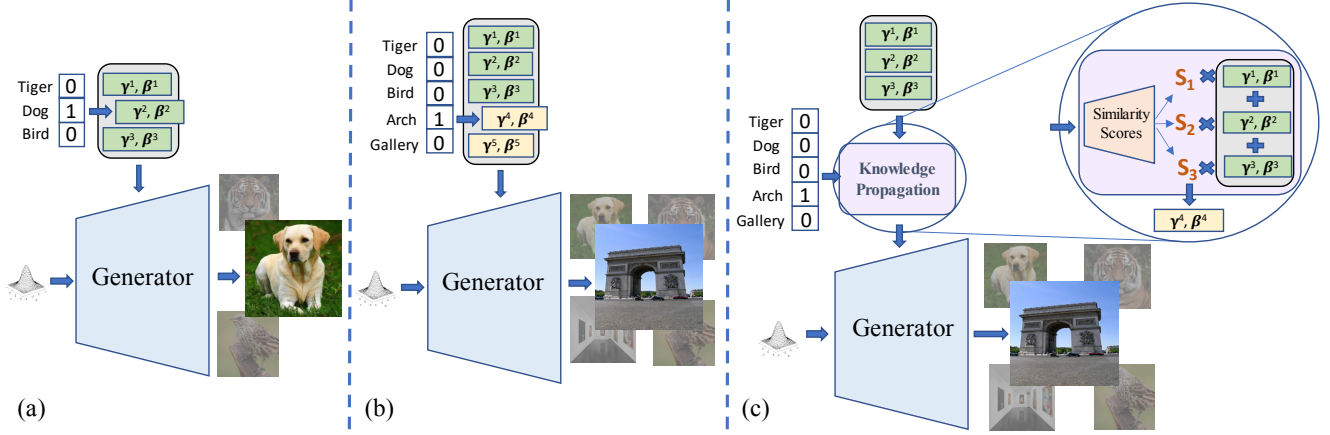 Tiger 0
Dog 1
Bird 0
γ¹, β¹
γ², β²
γ³, β³
Generator
(a)
Tiger 0
Dog 0
Bird 0
Arch 1
Gallery 0
γ¹, β¹
γ², β²
γ³, β³
γ⁴, β⁴
γ⁵, β⁵
Generator
(b)
γ¹, β¹
γ², β²
γ³, β³
Tiger 0
Dog 0
Bird 0
Arch 1
Gallery 0
Knowledge
Propagation
Similarity
Scores
S₁ γ¹, β¹
S₂ γ², β²
S₃ γ³, β³
γ⁴, β⁴
Generator
(c)